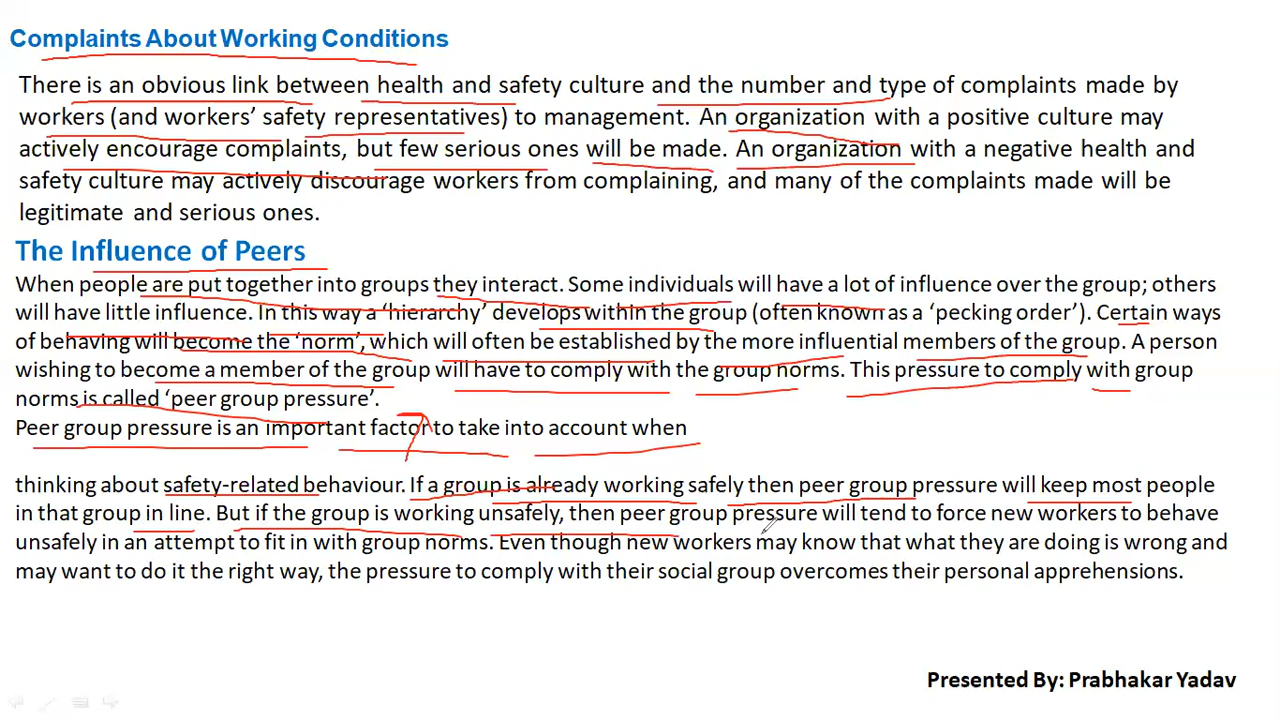 Complaints About Working Conditions
There is an obvious link between health and safety culture and the number and type of complaints made by
workers (and workers' safety representatives) to management. An organization with a positive culture may
actively encourage complaints, but few serious ones will be made. An organization with a negative health and
safety culture may actively discourage workers from complaining, and many of the complaints made will be
legitimate and serious ones.
The Influence of Peers
When people are put together into groups they interact. Some individuals will have a lot of influence over the group; others
will have little influence. In this way a 'hierarchy' develops within the group (often known as a 'pecking order'). Certain ways
of behaving will become the 'norm', which will often be established by the more influential members of the group. A person
wishing to become a member of the group will have to comply with the group norms. This pressure to comply with group
norms is called 'peer group pressure'.
Peer group pressure is an important factor to take into account when
thinking about safety-related behaviour. If a group is already working safely then peer group pressure will keep most people
in that group in line. But if the group is working unsafely, then peer group pressure will tend to force new workers to behave
unsafely in an attempt to fit in with group norms. Even though new workers may know that what they are doing is wrong and
may want to do it the right way, the pressure to comply with their social group overcomes their personal apprehensions.
Presented By: Prabhakar Yadav